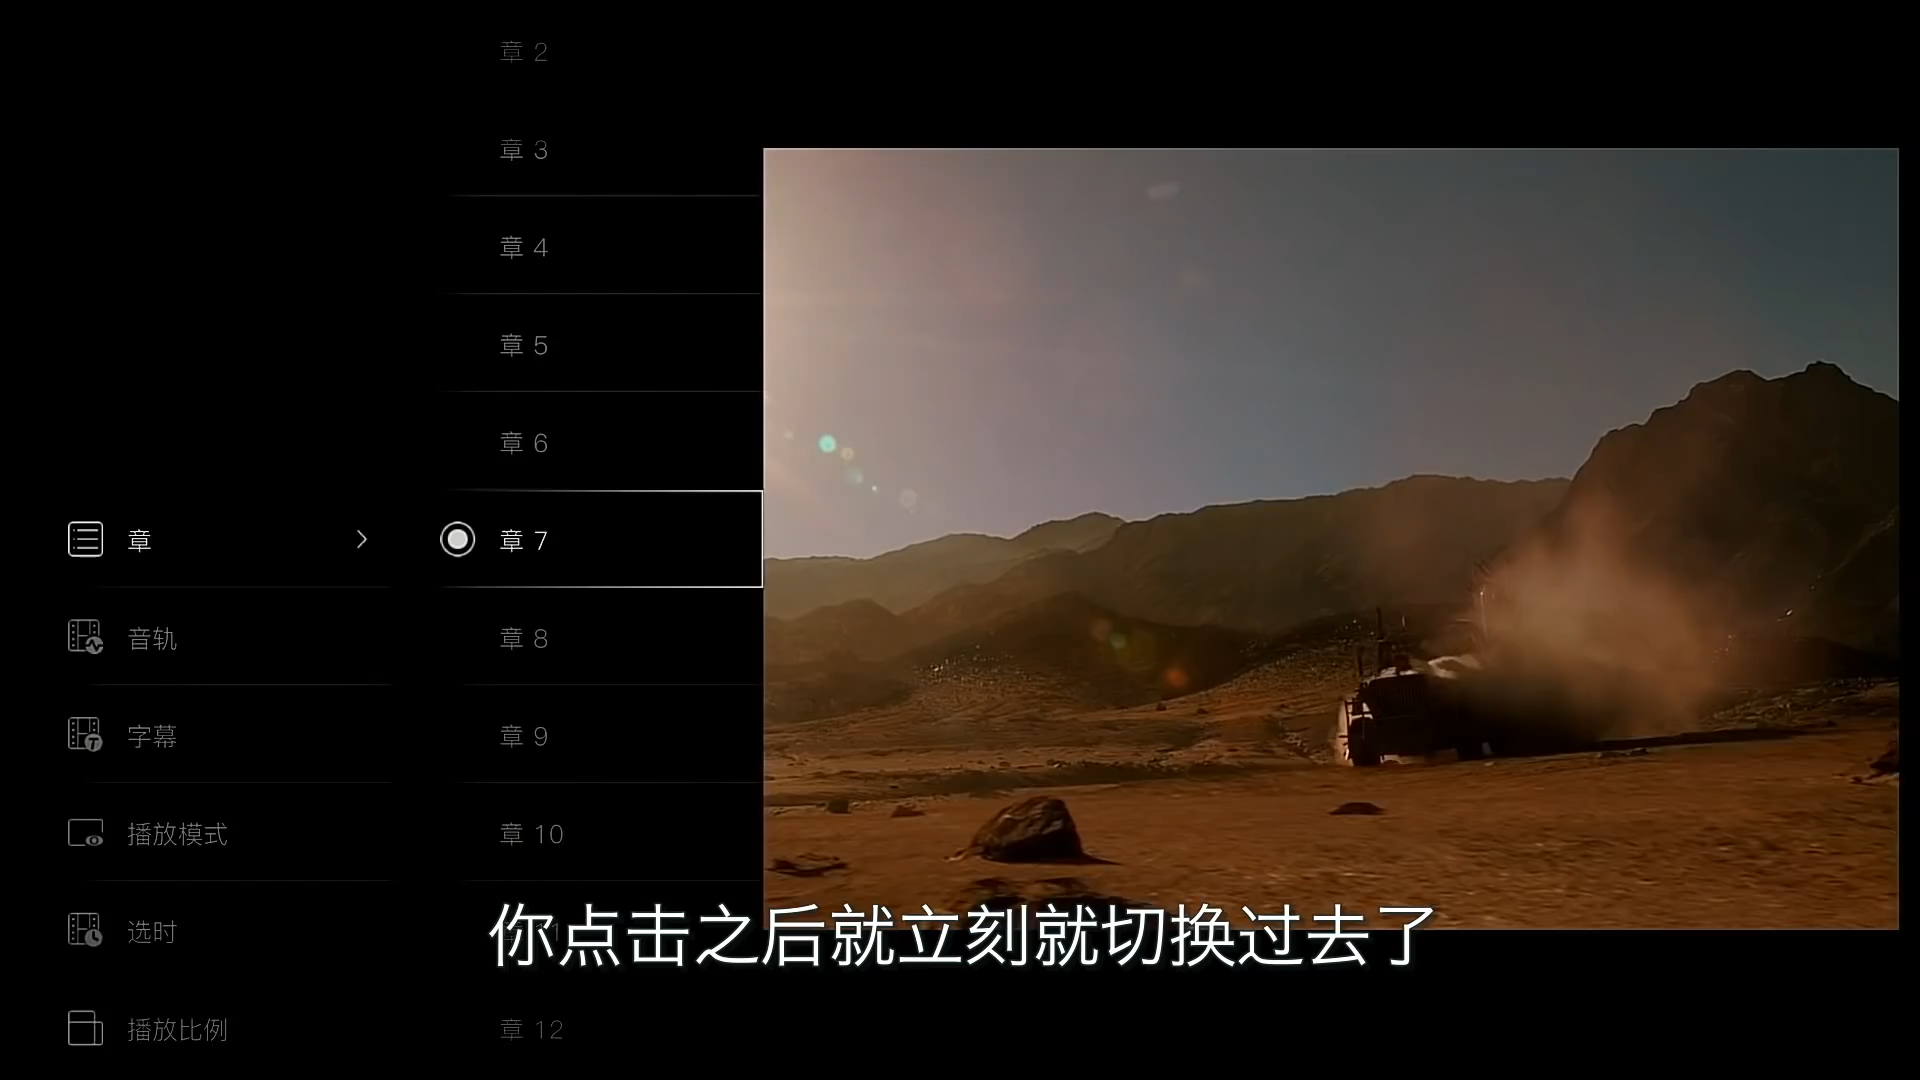 章 2
章 3
章 4
章 5
章 6
章
章 7
音轨
章 8
字幕
章 9
播放模式
章 10
选时
你点击之后就立刻就切换过去了
播放比例
章 12